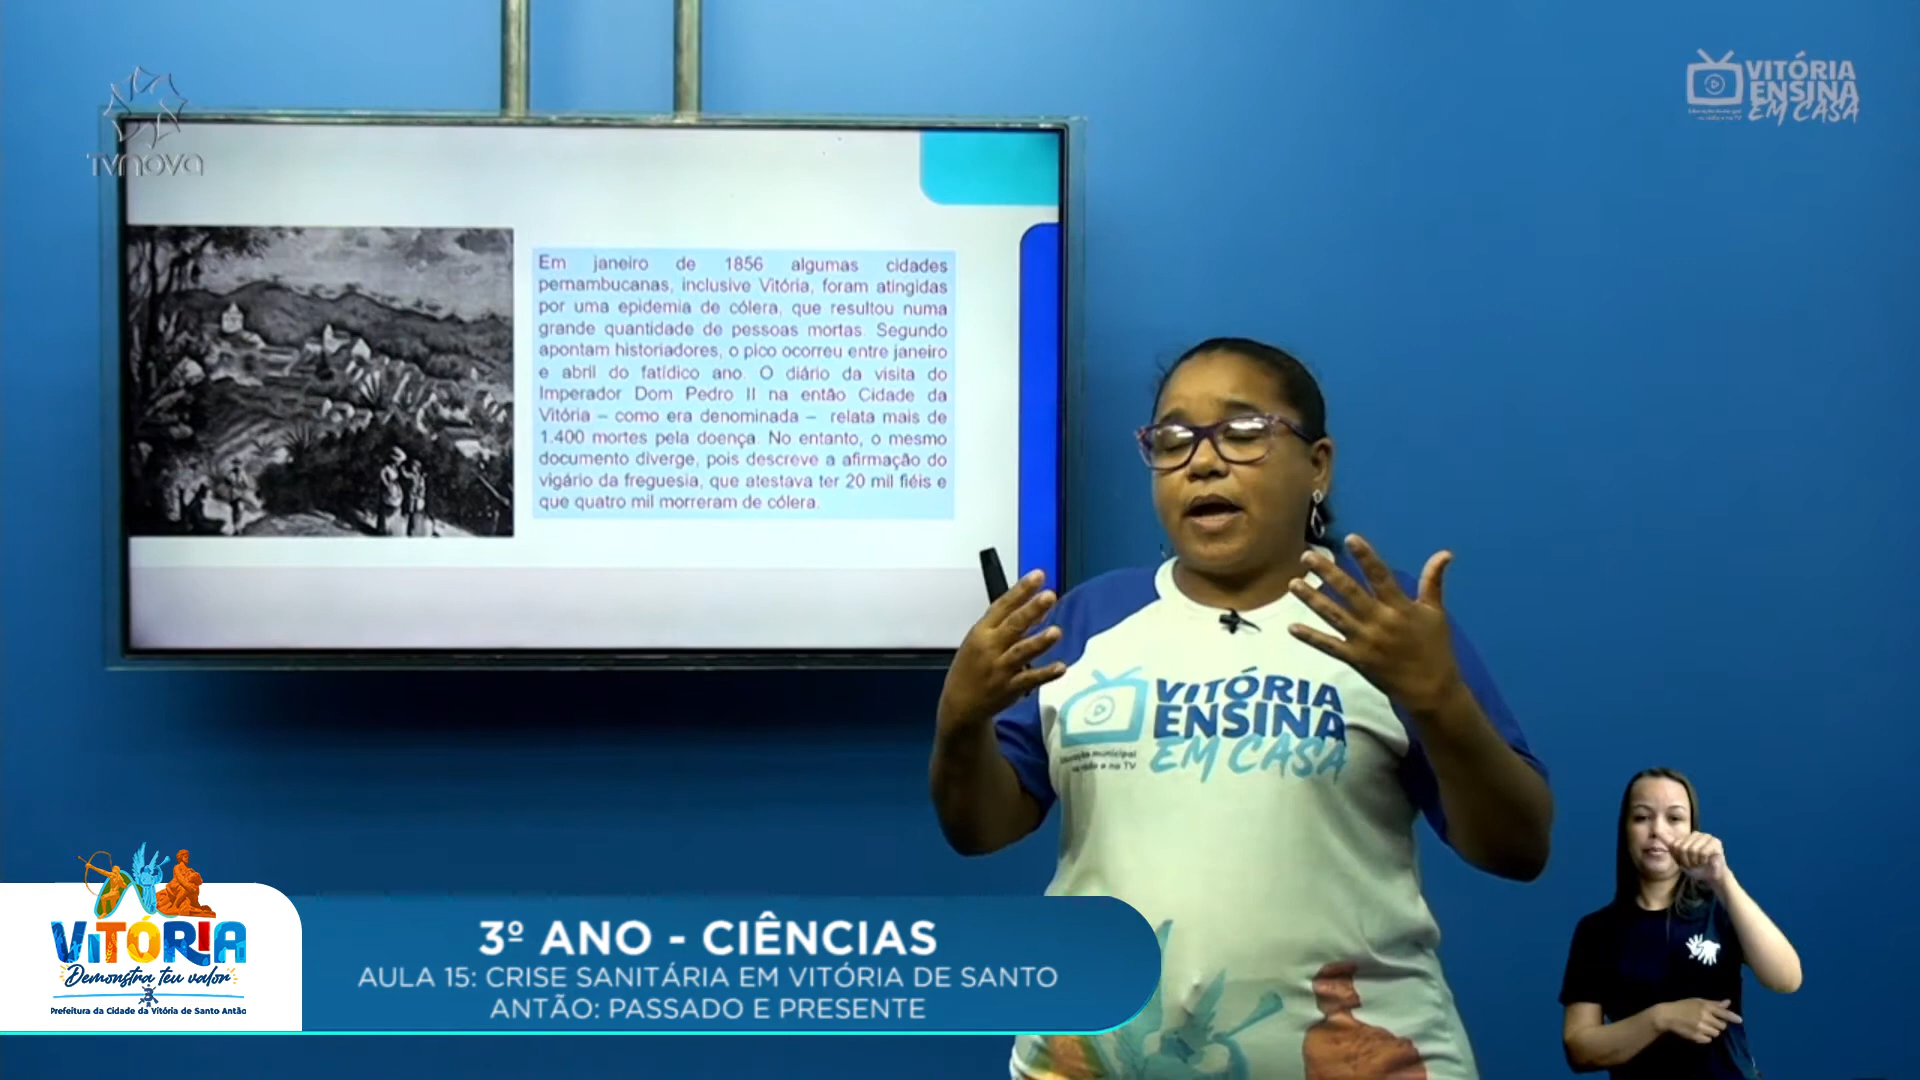 TVNOVA
VITÓRIA
ENSINA
EM CASA
Em janeiro de 1856 algumas cidades
pernambucanas, inclusive Vitória, foram atingidas
por uma epidemia de cólera, que resultou numa
grande quantidade de pessoas mortas. Segundo
apontam historiadores, o pico ocorreu entre janeiro
e abril do fatídico ano. O diário da visita do
Imperador Dom Pedro II na então Cidade da
Vitória – como era denominada – relata mais de
1.400 mortes pela doença. No entanto, o mesmo
documento diverge, pois descreve a afirmação do
vigário da freguesia, que atestava ter 20 mil fiéis e
que quatro mil morreram de cólera.
VITÓRIA
ENSINA
EM CASA
municipal
e na TV
VITÓRIA
Demonstra teu valor
Prefeitura da Cidade da Vitória de Santo Antão
3º ANO - CIÊNCIAS
AULA 15: CRISE SANITÁRIA EM VITÓRIA DE SANTO
ANTÃO: PASSADO E PRESENTE